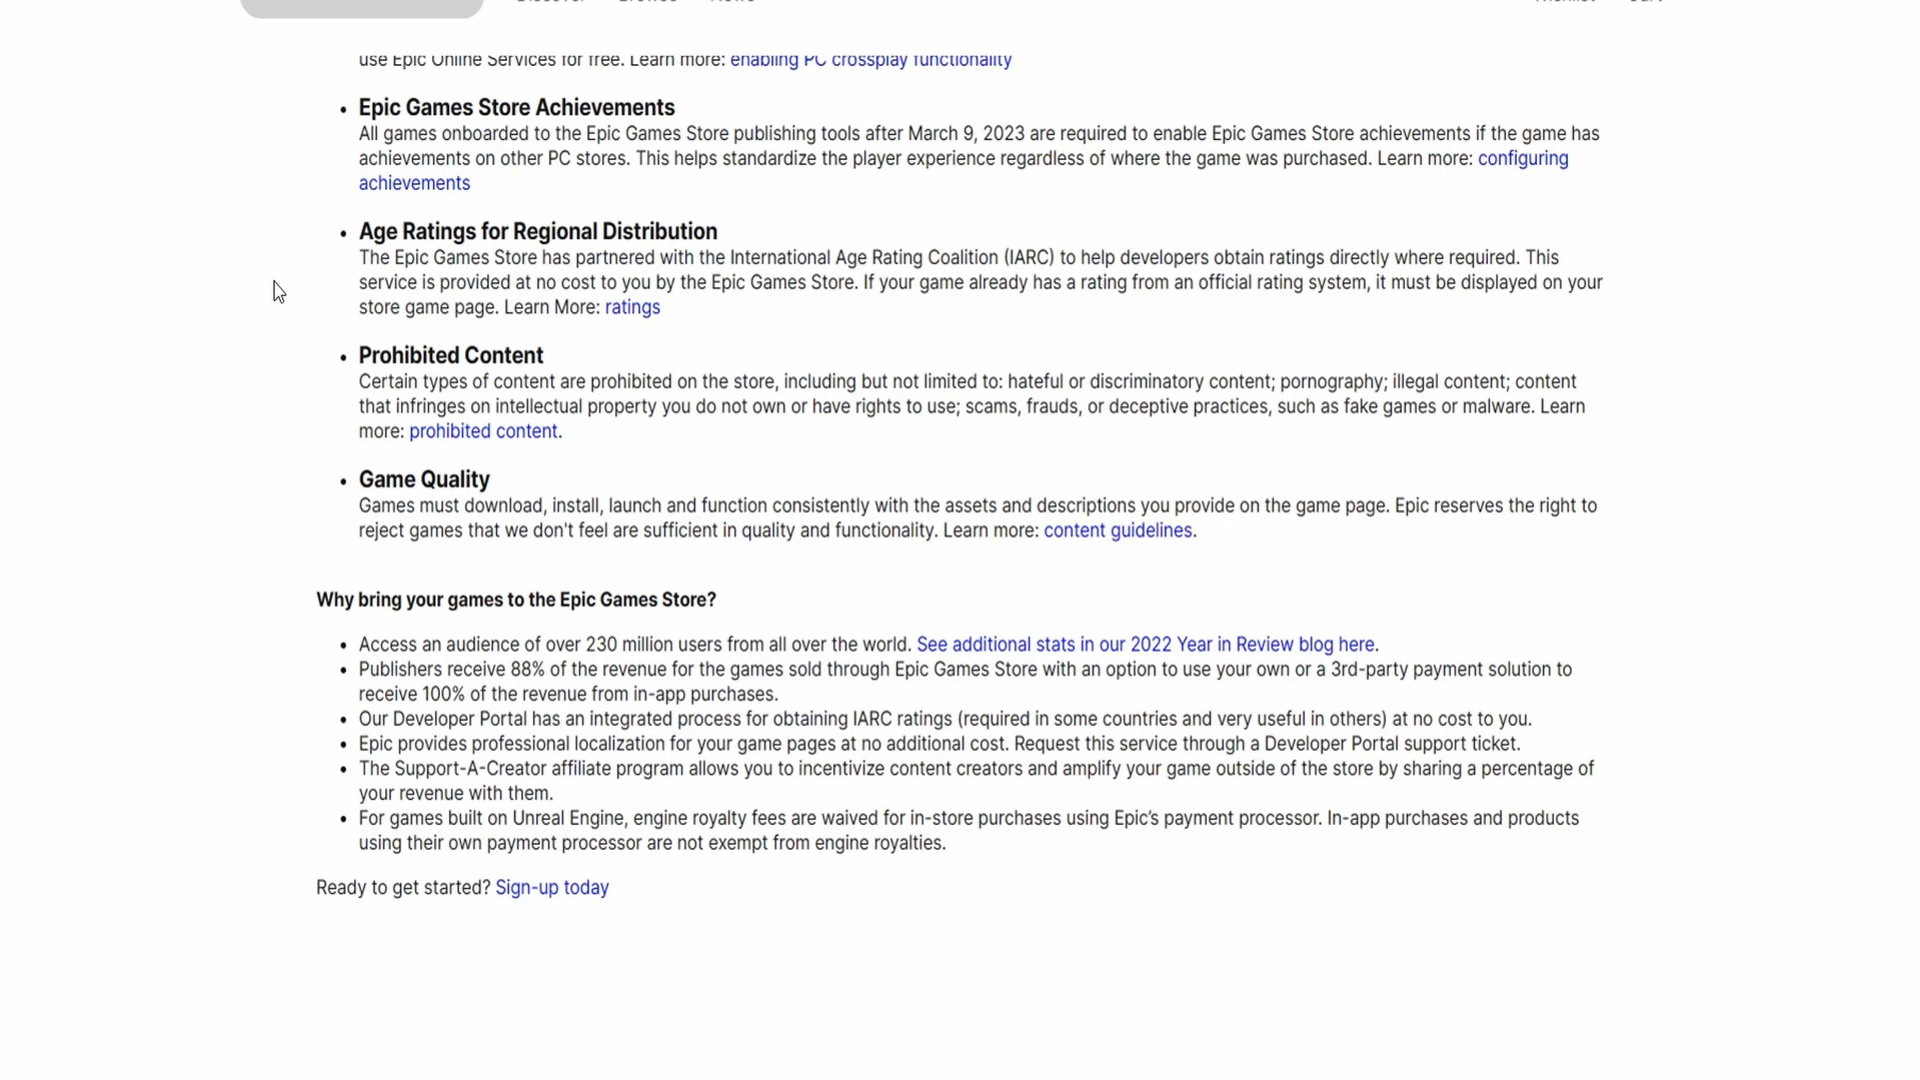 Discover Browse News Wishlist Cart
use Epic Online Services for free. Learn more: enabling PC crossplay functionality
• Epic Games Store Achievements
All games onboarded to the Epic Games Store publishing tools after March 9, 2023 are required to enable Epic Games Store achievements if the game has
achievements on other PC stores. This helps standardize the player experience regardless of where the game was purchased. Learn more: configuring
achievements
• Age Ratings for Regional Distribution
The Epic Games Store has partnered with the International Age Rating Coalition (IARC) to help developers obtain ratings directly where required. This
service is provided at no cost to you by the Epic Games Store. If your game already has a rating from an official rating system, it must be displayed on your
store game page. Learn More: ratings
• Prohibited Content
Certain types of content are prohibited on the store, including but not limited to: hateful or discriminatory content; pornography; illegal content; content
that infringes on intellectual property you do not own or have rights to use; scams, frauds, or deceptive practices, such as fake games or malware. Learn
more: prohibited content.
• Game Quality
Games must download, install, launch and function consistently with the assets and descriptions you provide on the game page. Epic reserves the right to
reject games that we don't feel are sufficient in quality and functionality. Learn more: content guidelines.
Why bring your games to the Epic Games Store?
• Access an audience of over 230 million users from all over the world. See additional stats in our 2022 Year in Review blog here.
• Publishers receive 88% of the revenue for the games sold through Epic Games Store with an option to use your own or a 3rd-party payment solution to
receive 100% of the revenue from in-app purchases.
• Our Developer Portal has an integrated process for obtaining IARC ratings (required in some countries and very useful in others) at no cost to you.
• Epic provides professional localization for your game pages at no additional cost. Request this service through a Developer Portal support ticket.
• The Support-A-Creator affiliate program allows you to incentivize content creators and amplify your game outside of the store by sharing a percentage of
your revenue with them.
• For games built on Unreal Engine, engine royalty fees are waived for in-store purchases using Epic’s payment processor. In-app purchases and products
using their own payment processor are not exempt from engine royalties.
Ready to get started? Sign-up today